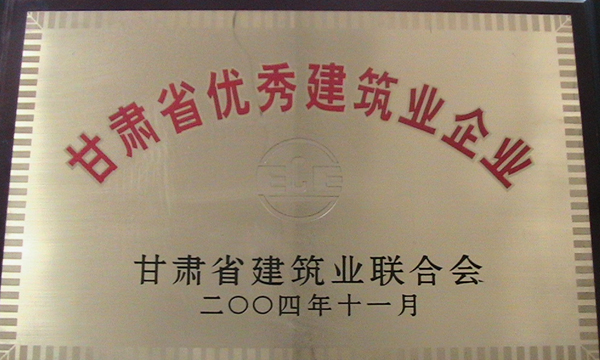 甘肃省优秀建筑业企业
甘肃省建筑业联合会
二〇〇四年十一月